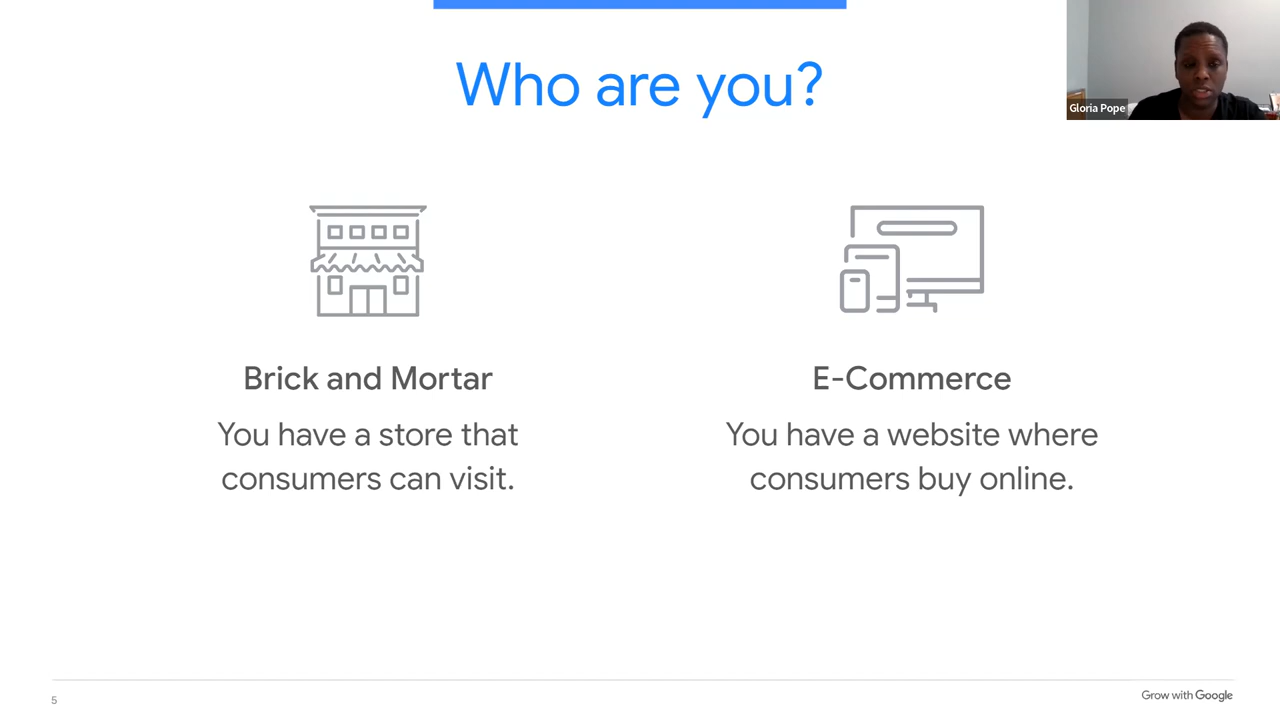 Who are you?
Gloria Pope
Brick and Mortar
You have a store that
consumers can visit.
E-Commerce
You have a website where
consumers buy online.
5
Grow with Google